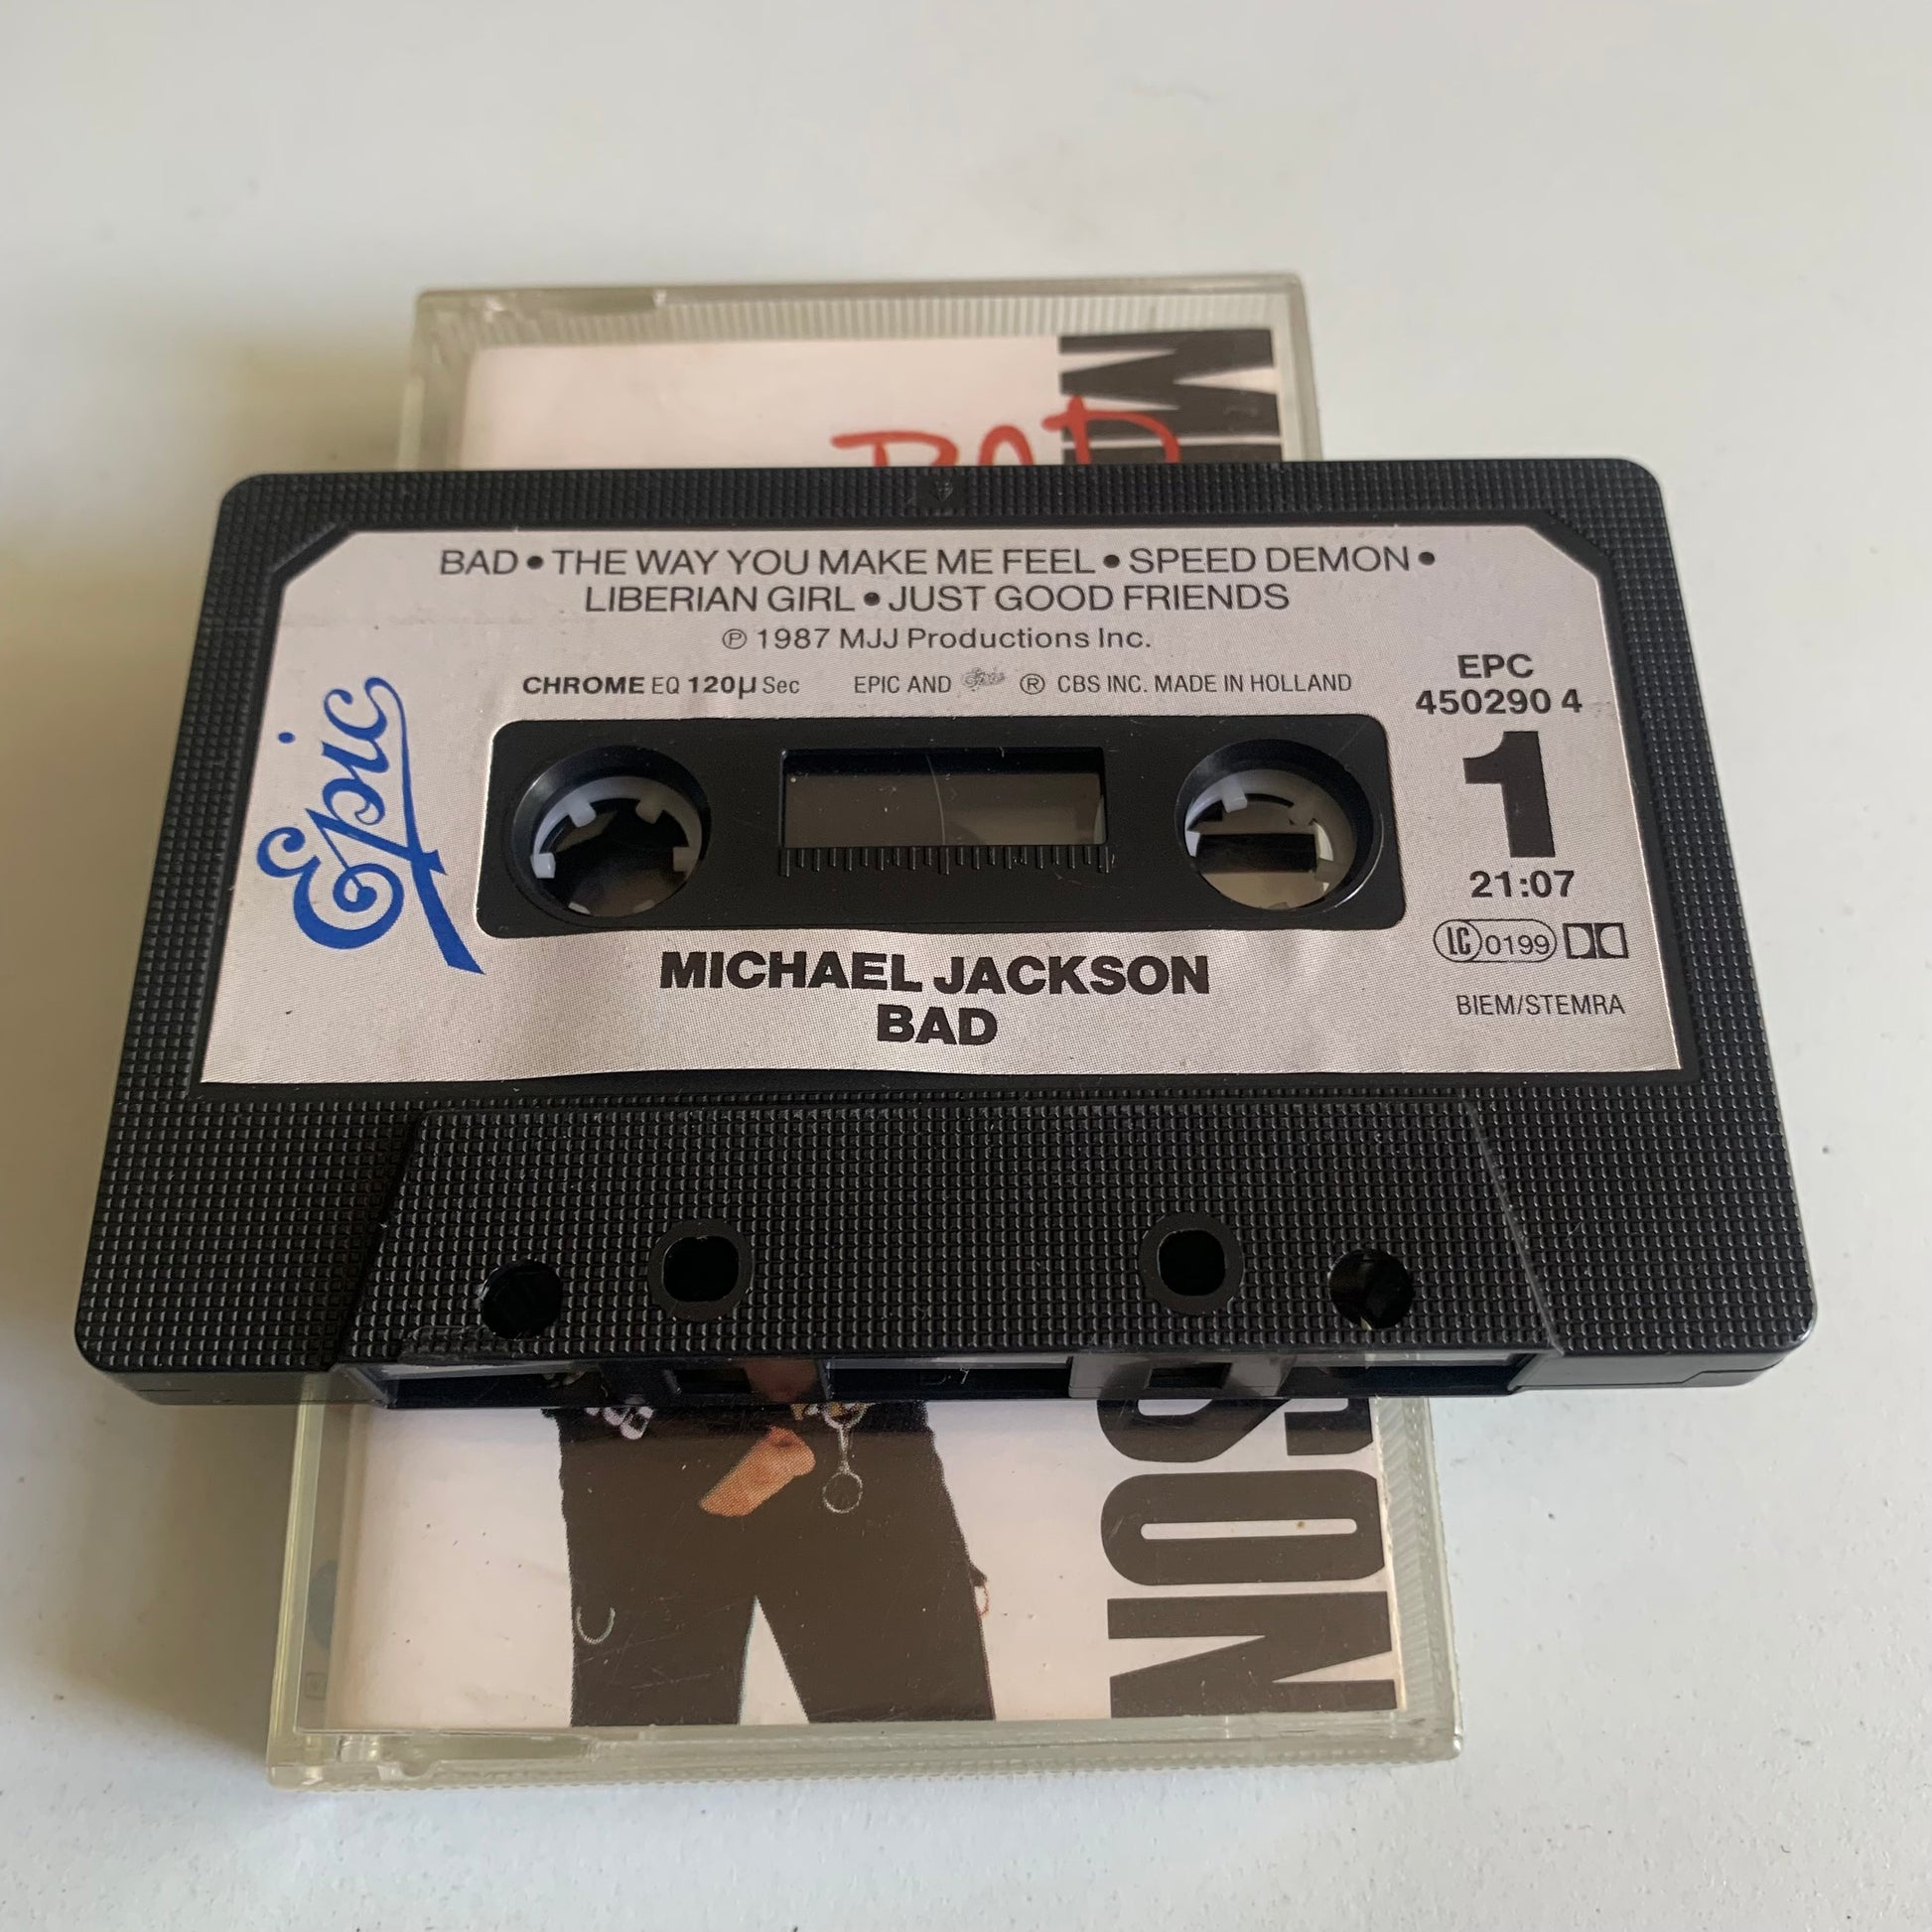 BAD
BAD • THE WAY YOU MAKE ME FEEL • SPEED DEMON •
LIBERIAN GIRL • JUST GOOD FRIENDS
℗ 1987 MJJ Productions Inc.
CHROME EQ 120µ Sec EPIC AND Epic ® CBS INC. MADE IN HOLLAND
EPC
450290 4
1
21:07
LC 0199
BIEM/STEMRA
Epic
MICHAEL JACKSON
BAD